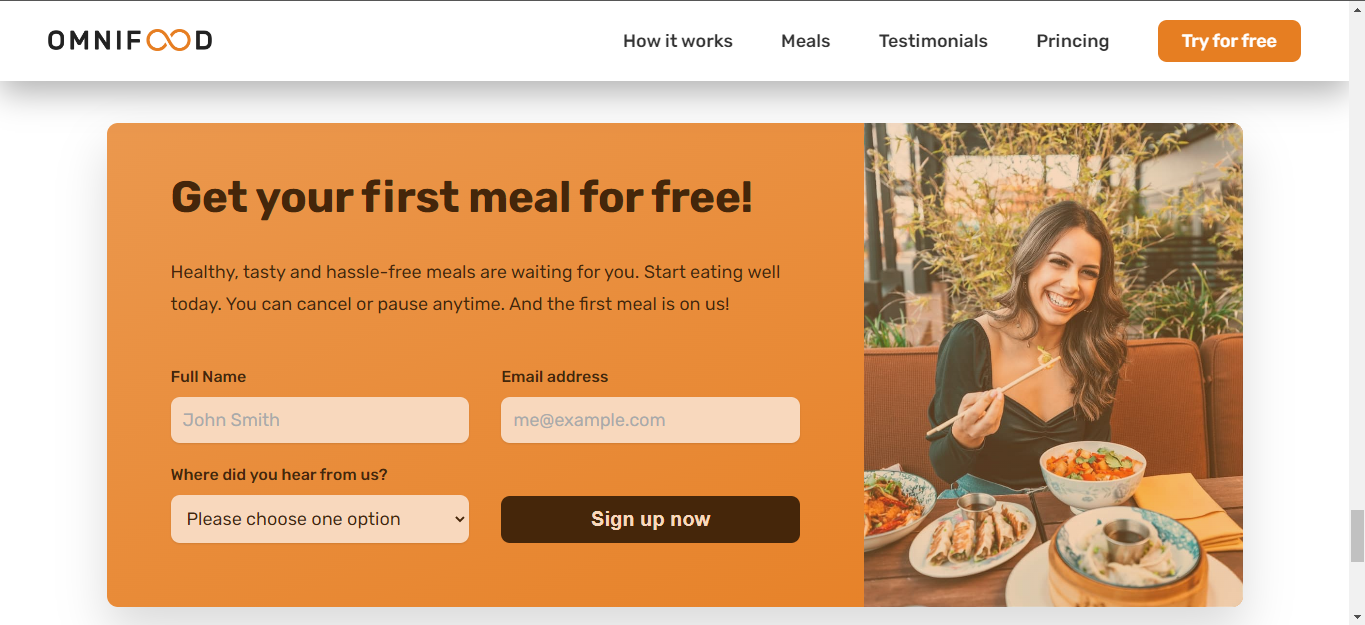 OMNIFOOD
How it works
Meals
Testimonials
Princing
Try for free
Get your first meal for free!
Healthy, tasty and hassle-free meals are waiting for you. Start eating well
today. You can cancel or pause anytime. And the first meal is on us!
Full Name
Email address
John Smith
me@example.com
Where did you hear from us?
Please choose one option
Sign up now